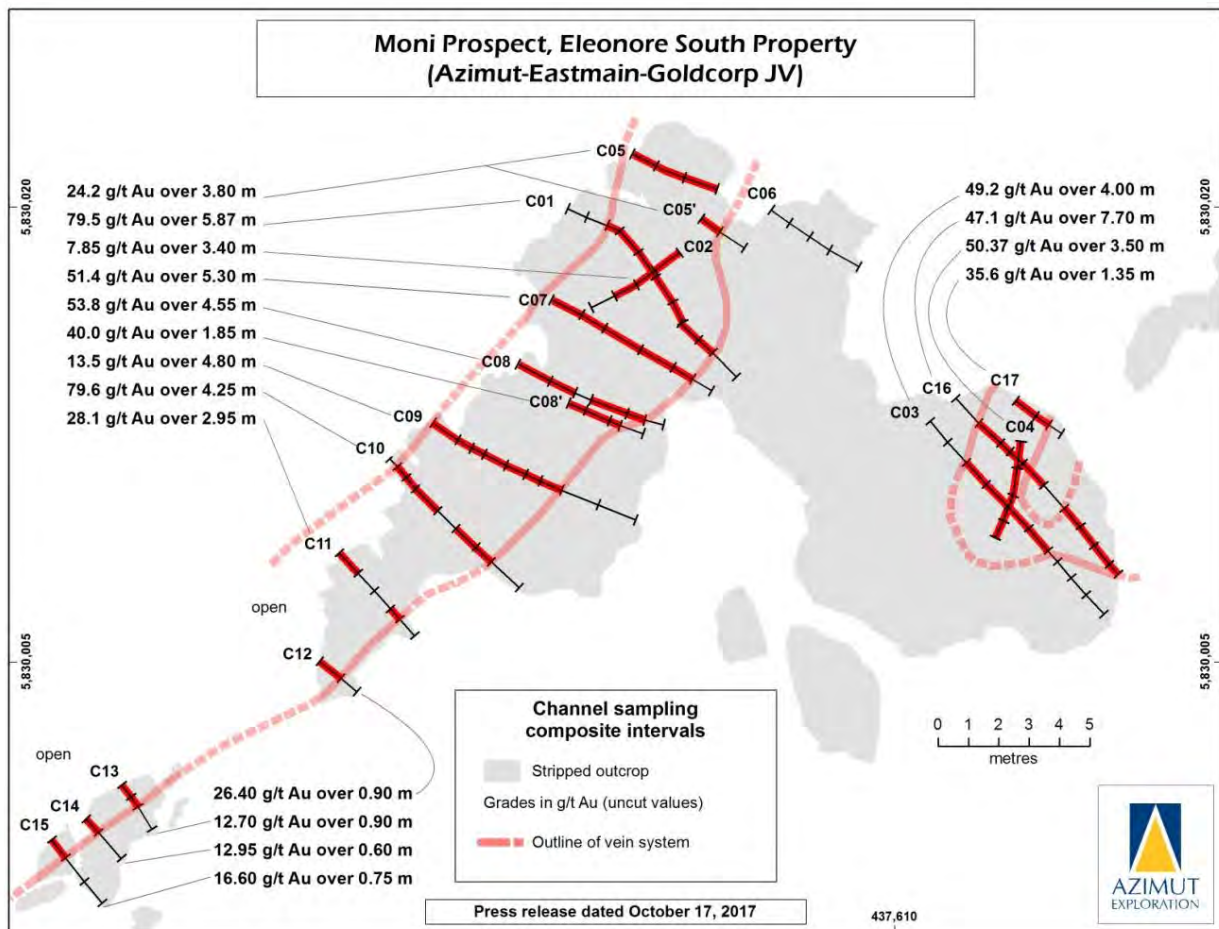 Moni Prospect, Eleonore South Property
(Azimut-Eastmain-Goldcorp JV)
24.2 g/t Au over 3.80 m
79.5 g/t Au over 5.87 m
7.85 g/t Au over 3.40 m
51.4 g/t Au over 5.30 m
53.8 g/t Au over 4.55 m
40.0 g/t Au over 1.85 m
13.5 g/t Au over 4.80 m
79.6 g/t Au over 4.25 m
28.1 g/t Au over 2.95 m
49.2 g/t Au over 4.00 m
47.1 g/t Au over 7.70 m
50.37 g/t Au over 3.50 m
35.6 g/t Au over 1.35 m
5,830,020
5,830,020
C05
C01
C05'
C06
C02
C07
C08
C08'
C09
C10
C11
open
C12
open
C13
C14
C15
C17
C16
C03
C04
5,830,005
5,830,005
26.40 g/t Au over 0.90 m
12.70 g/t Au over 0.90 m
12.95 g/t Au over 0.60 m
16.60 g/t Au over 0.75 m
Channel sampling
composite intervals
Stripped outcrop
Grades in g/t Au (uncut values)
Outline of vein system
0 1 2 3 4 5
metres
Press release dated October 17, 2017
437,610
AZIMUT
EXPLORATION